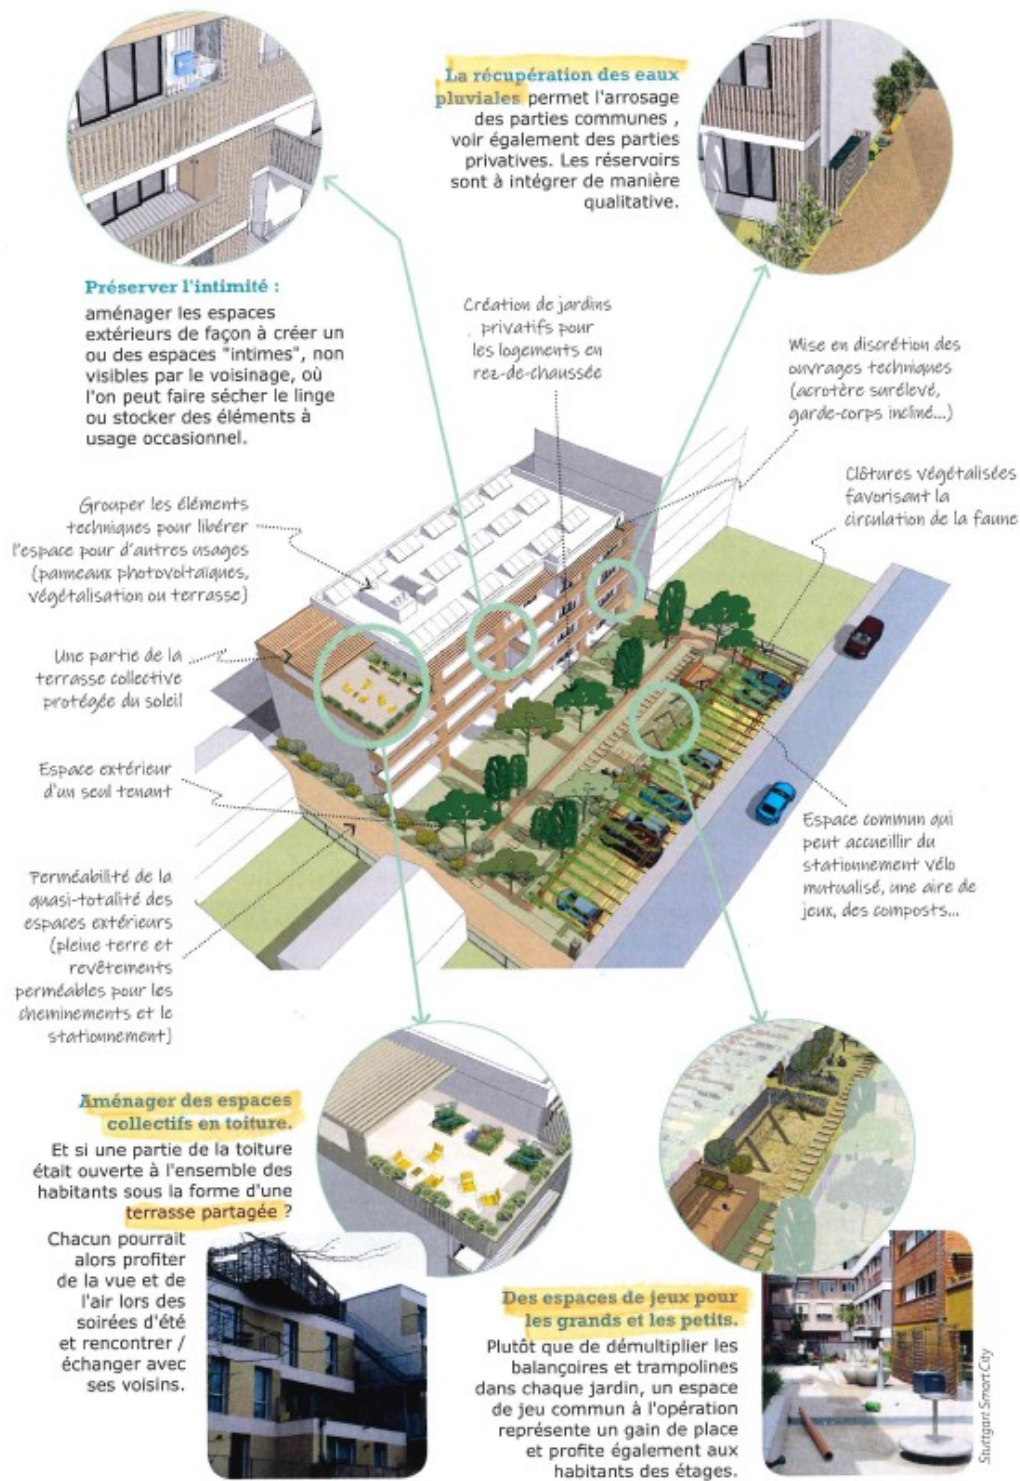 La récupération des eaux
pluviales permet l'arrosage
des parties communes ,
voir également des parties
privatives. Les réservoirs
sont à intégrer de manière
qualitative.
Préserver l'intimité :
aménager les espaces
extérieurs de façon à créer un
ou des espaces "intimes", non
visibles par le voisinage, où
l'on peut faire sécher le linge
ou stocker des éléments à
usage occasionnel.
Création de jardins
privatifs pour
les logements en
rez-de-chaussée
Mise en discrétion des
ouvrages techniques
(acrotère surélevé,
garde-corps incliné...)
Clôtures végétalisées
favorisant la
circulation de la faune
Grouper les éléments
techniques pour libérer
l'espace pour d'autres usages
(panneaux photovoltaïques,
végétalisation ou terrasse)
Une partie de la
terrasse collective
protégée du soleil
Espace extérieur
d'un seul tenant
Perméabilité de la
quasi-totalité des
espaces extérieurs
(pleine terre et
revêtements
perméables pour les
cheminements et le
stationnement)
Espace commun qui
peut accueillir du
stationnement vélo
mutualisé, une aire de
jeux, des composts...
Aménager des espaces
collectifs en toiture.
Et si une partie de la toiture
était ouverte à l'ensemble des
habitants sous la forme d'une
terrasse partagée ?
Chacun pourrait
alors profiter
de la vue et de
l'air lors des
soirées d'été
et rencontrer /
échanger avec
ses voisins.
Des espaces de jeux pour
les grands et les petits.
Plutôt que de démultiplier les
balançoires et trampolines
dans chaque jardin, un espace
de jeu commun à l'opération
représente un gain de place
et profite également aux
habitants des étages.
Stuttgart Smart City